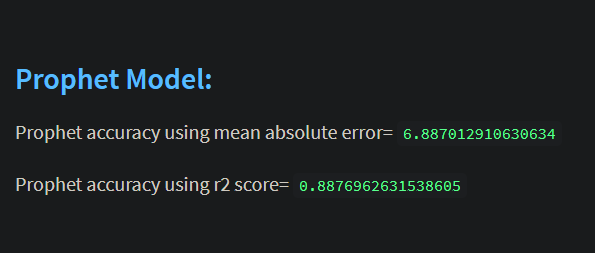 Prophet Model:
Prophet accuracy using mean absolute error= 6.887012910630634
Prophet accuracy using r2 score= 0.8876962631538605